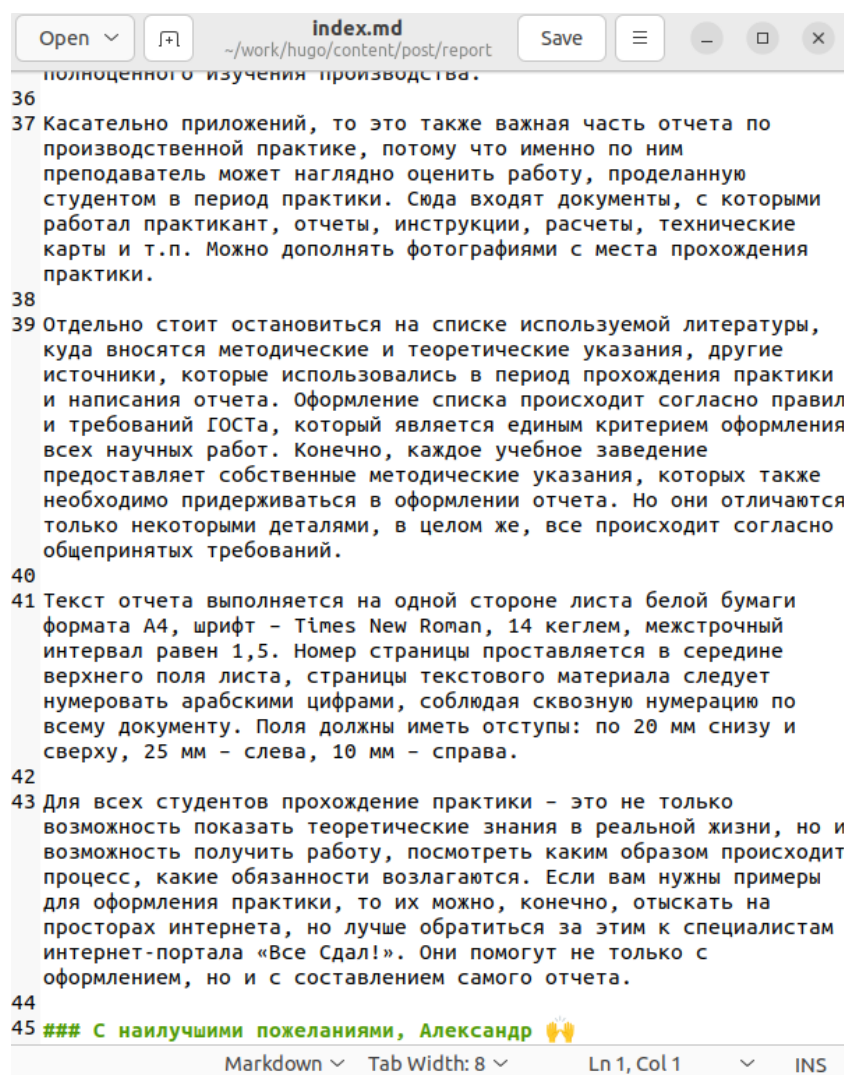 Open
index.md
~/work/hugo/content/post/report
Save
полноценного изучения производства.
36
37 Касательно приложений, то это также важная часть отчета по
производственной практике, потому что именно по ним
преподаватель может наглядно оценить работу, проделанную
студентом в период практики. Сюда входят документы, с которыми
работал практикант, отчеты, инструкции, расчеты, технические
карты и т.п. Можно дополнять фотографиями с места прохождения
практики.
38
39 Отдельно стоит остановиться на списке используемой литературы,
куда вносятся методические и теоретические указания, другие
источники, которые использовались в период прохождения практики
и написания отчета. Оформление списка происходит согласно правил
и требований ГОСТа, который является единым критерием оформления
всех научных работ. Конечно, каждое учебное заведение
предоставляет собственные методические указания, которых также
необходимо придерживаться в оформлении отчета. Но они отличаются
только некоторыми деталями, в целом же, все происходит согласно
общепринятых требований.
40
41 Текст отчета выполняется на одной стороне листа белой бумаги
формата А4, шрифт – Times New Roman, 14 кеглем, межстрочный
интервал равен 1,5. Номер страницы проставляется в середине
верхнего поля листа, страницы текстового материала следует
нумеровать арабскими цифрами, соблюдая сквозную нумерацию по
всему документу. Поля должны иметь отступы: по 20 мм снизу и
сверху, 25 мм – слева, 10 мм – справа.
42
43 Для всех студентов прохождение практики – это не только
возможность показать теоретические знания в реальной жизни, но и
возможность получить работу, посмотреть каким образом происходит
процесс, какие обязанности возлагаются. Если вам нужны примеры
для оформления практики, то их можно, конечно, отыскать на
просторах интернета, но лучше обратиться за этим к специалистам
интернет-портала «Все Сдал!». Они помогут не только с
оформлением, но и с составлением самого отчета.
44
45 ### С наилучшими пожеланиями, Александр 🙌
Markdown Tab Width: 8 Ln 1, Col 1 INS